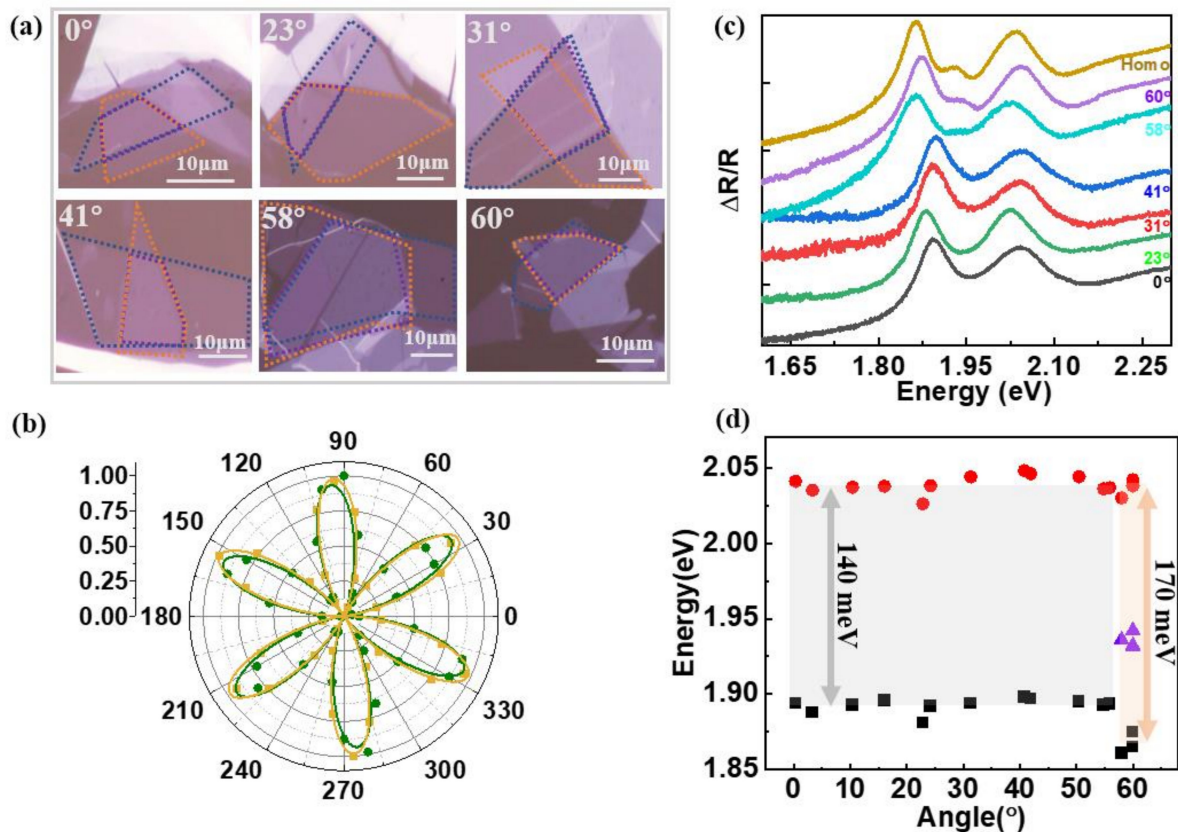 (a)
0°
23°
31°
10μm
10μm
10μm
41°
58°
60°
10μm
10μm
10μm
(c)
ΔR/R
Homo
60°
58°
41°
31°
23°
0°
1.65 1.80 1.95 2.10 2.25
Energy (eV)
(b)
90
120
60
1.00
150
30
0.75
0.50
0.25
0.00
180
0
210
330
240
300
270
(d)
Energy(eV)
2.05
2.00
1.95
1.90
1.85
140 meV
170 meV
0 10 20 30 40 50 60
Angle(°)